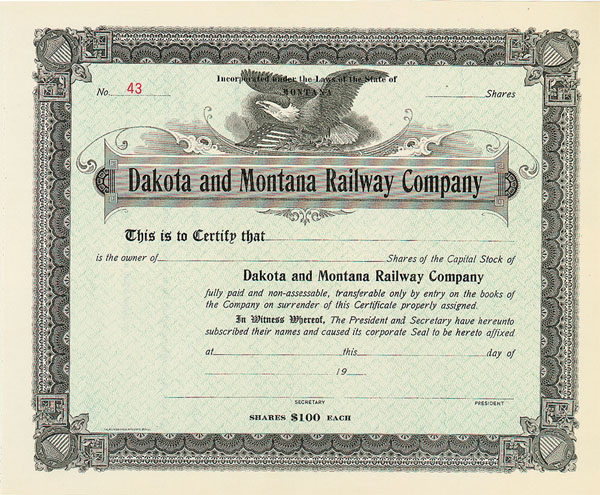 Incorporated under the Laws of the State of
MONTANA
No. 43 Shares
Dakota and Montana Railway Company
This is to Certify that
is the owner of Shares of the Capital Stock of
Dakota and Montana Railway Company
fully paid and non-assessable, transferable only by entry on the books of
the Company on surrender of this Certificate properly assigned.
In Witness Whereof, The President and Secretary have hereunto
subscribed their names and caused its corporate Seal to be hereto affixed
at this day of
19
SECRETARY PRESIDENT
SHARES $100 EACH